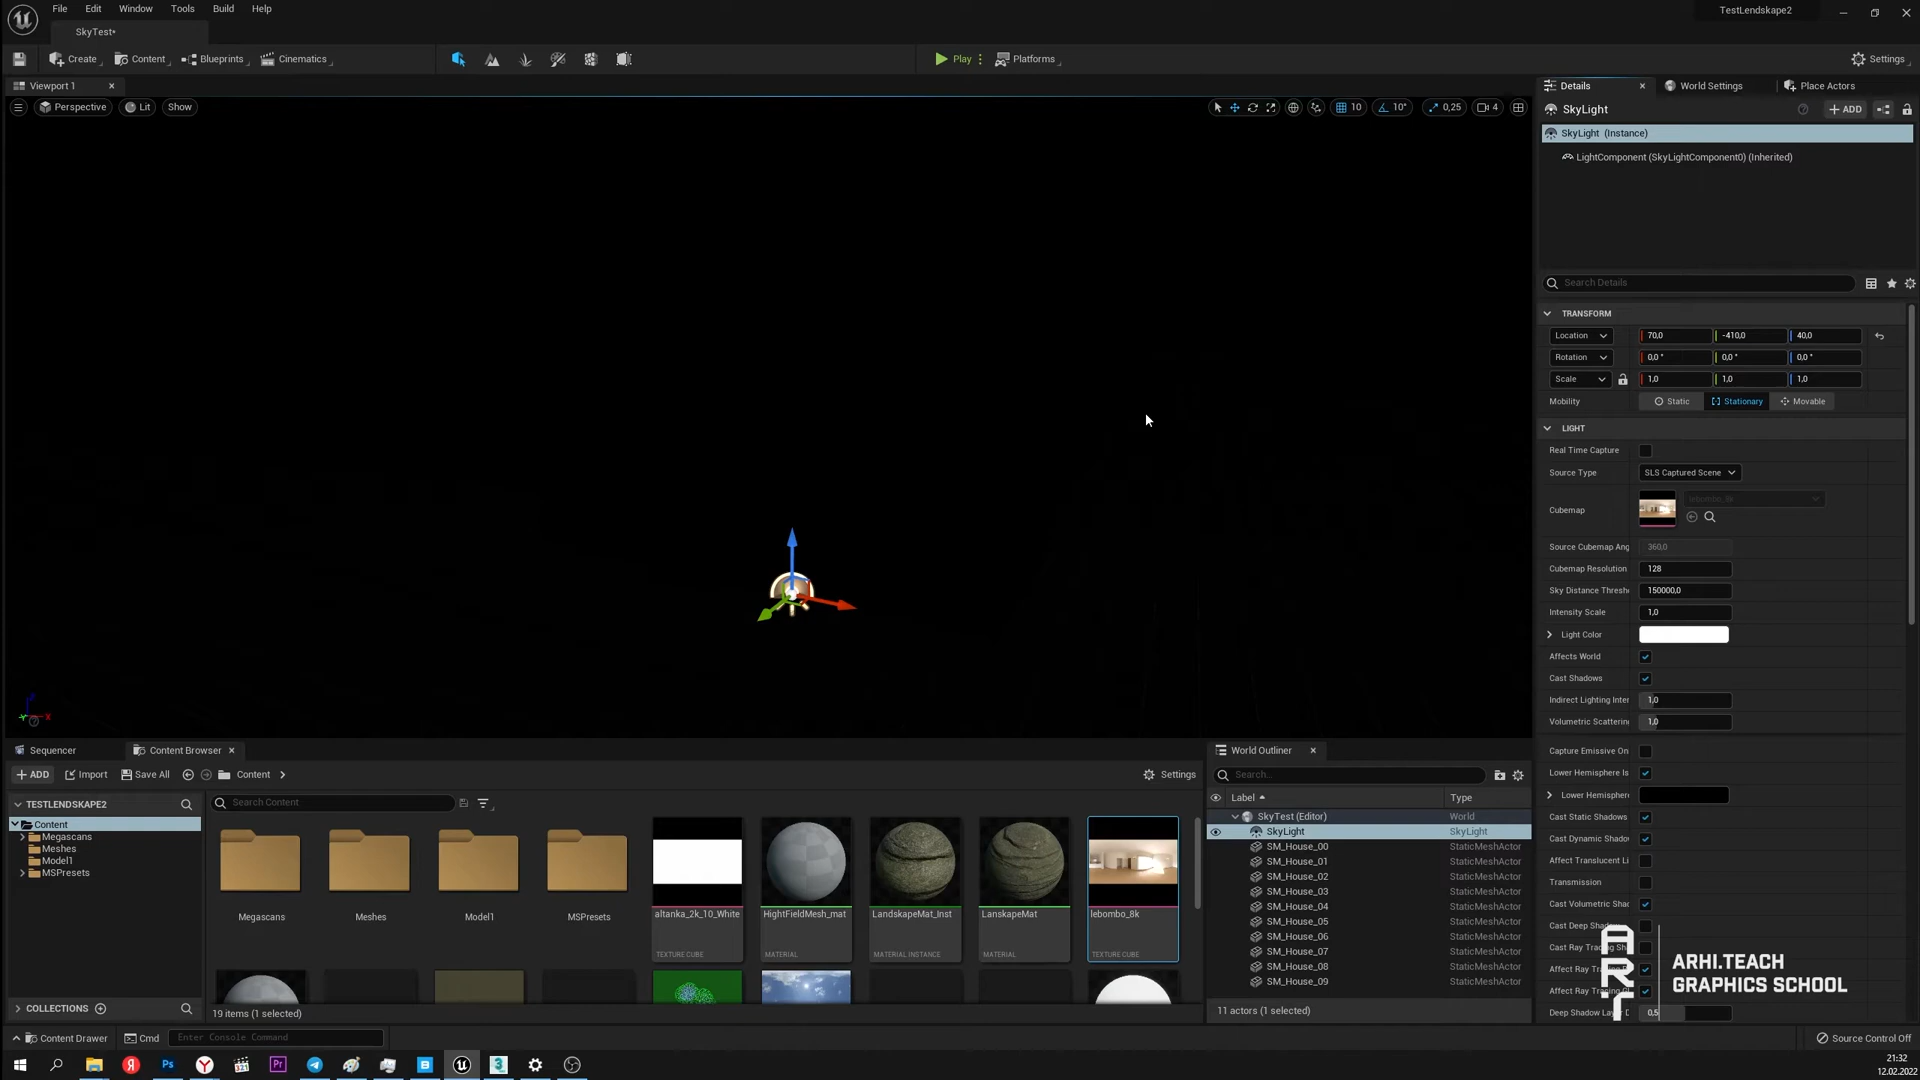 File Edit Window Tools Build Help
TestLendskape2
SkyTest•
Create Content Blueprints Cinematics Play Platforms Settings
Viewport 1
Perspective Lit Show
10 10° 0,25 4
Details World Settings Place Actors
SkyLight
ADD
SkyLight (Instance)
LightComponent (SkyLightComponent0) (Inherited)
Search Details
TRANSFORM
Location 70,0 -410,0 40,0
Rotation 0,0 ° 0,0 ° 0,0 °
Scale 1,0 1,0 1,0
Mobility Static Stationary Movable
LIGHT
Real Time Capture
Source Type SLS Captured Scene
Cubemap lebombo_8k
Source Cubemap Ang 360,0
Cubemap Resolution 128
Sky Distance Thresh 150000,0
Intensity Scale 1,0
Light Color
Affects World
Cast Shadows
Indirect Lighting Inter 1,0
Volumetric Scattering 1,0
Capture Emissive On
Lower Hemisphere Is
Lower Hemisphere
Cast Static Shadows
Cast Dynamic Shado
Affect Translucent Li
Transmission
Cast Volumetric Shad
Cast Deep Shado
Cast Ray Tracing Sh
Affect Ray Tra
Affect Ray Tracing G
Deep Shadow Layer D 0,5
ART
ARHI.TEACH
GRAPHICS SCHOOL
Sequencer Content Browser
ADD Import Save All Content Settings
TESTLENDSKAPE2
Content
Megascans
Meshes
Model1
MSPresets
COLLECTIONS
Search Content
Megascans
Meshes
Model1
MSPresets
altanka_2k_10_White
TEXTURE CUBE
HightFieldMesh_mat
MATERIAL
LandskapeMat_Inst
MATERIAL INSTANCE
LanskapeMat
MATERIAL
lebombo_8k
TEXTURE CUBE
19 items (1 selected)
World Outliner
Search...
Label Type
SkyTest (Editor) World
SkyLight SkyLight
SM_House_00 StaticMeshActor
SM_House_01 StaticMeshActor
SM_House_02 StaticMeshActor
SM_House_03 StaticMeshActor
SM_House_04 StaticMeshActor
SM_House_05 StaticMeshActor
SM_House_06 StaticMeshActor
SM_House_07 StaticMeshActor
SM_House_08 StaticMeshActor
SM_House_09 StaticMeshActor
11 actors (1 selected)
Content Drawer Cmd Enter Console Command
Source Control Off
21:32
12.02.2022